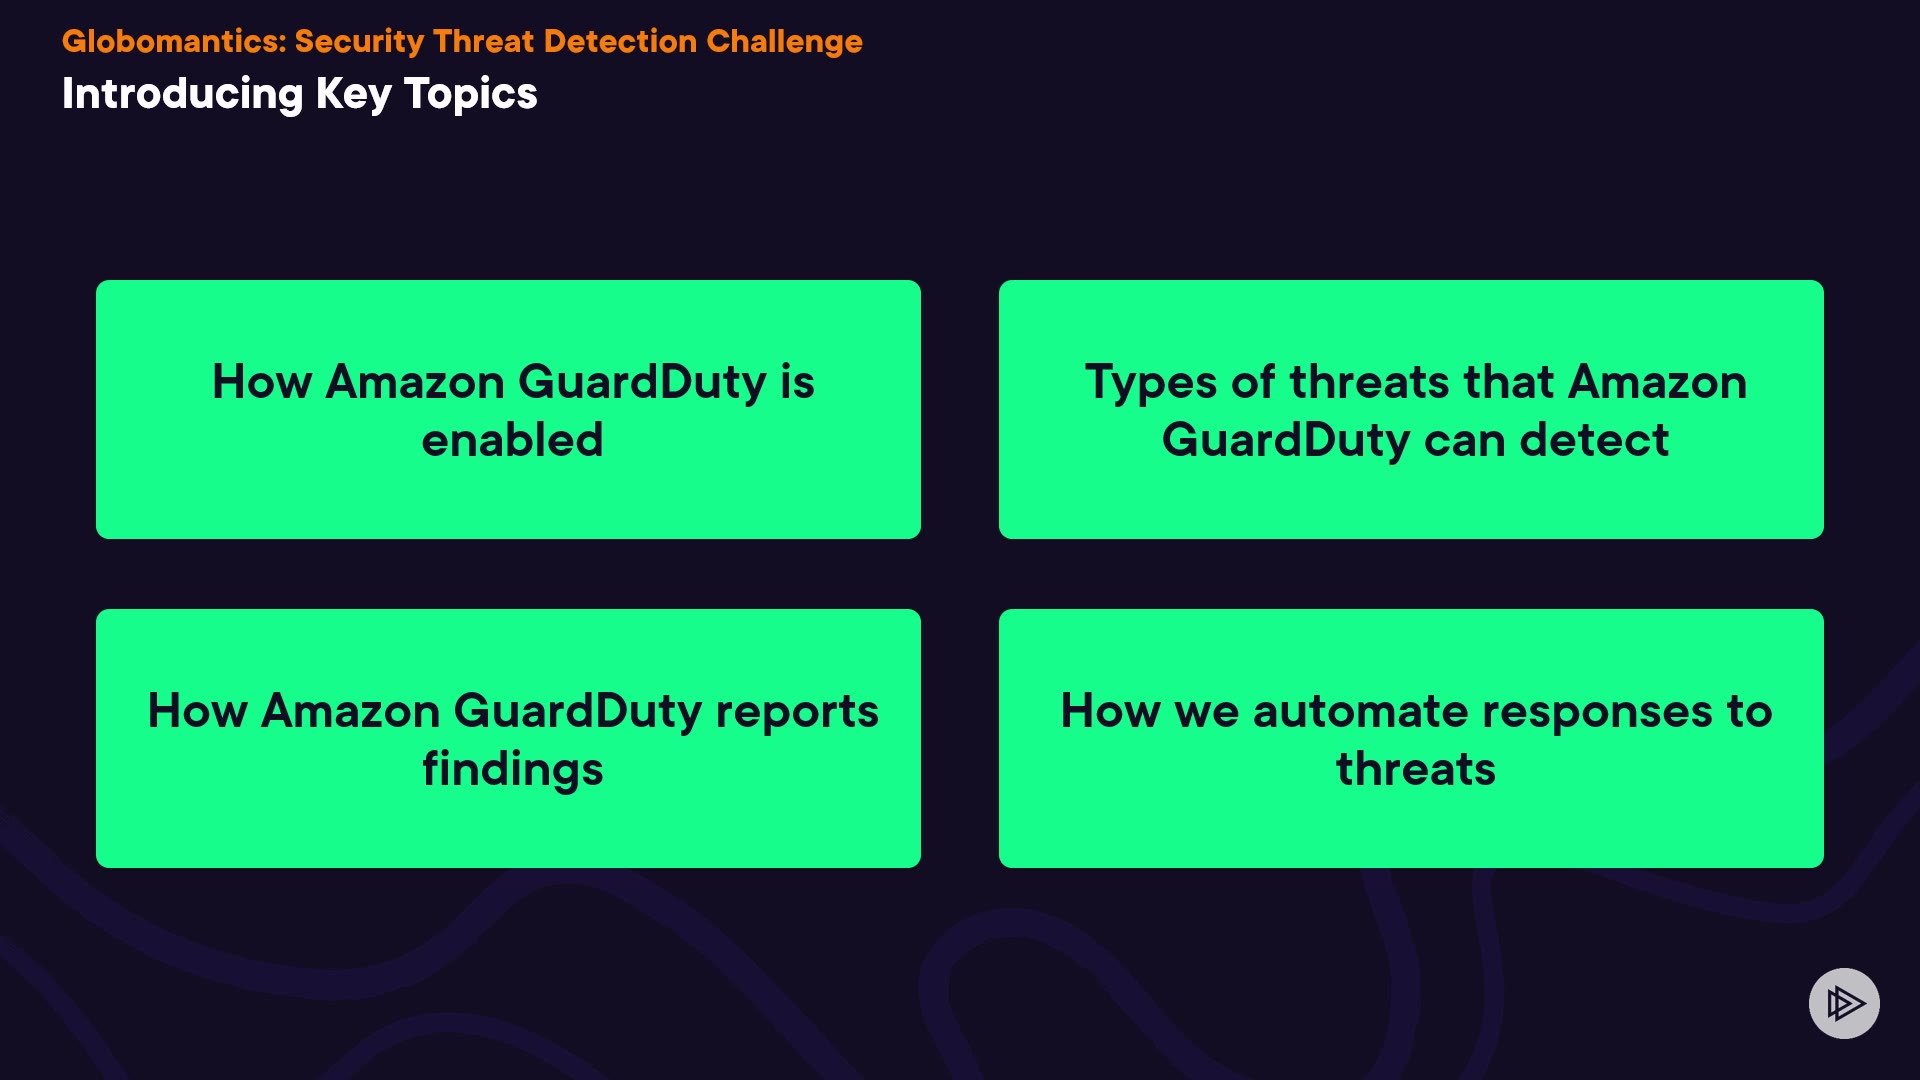 Globomantics: Security Threat Detection Challenge
Introducing Key Topics
How Amazon GuardDuty is
enabled
Types of threats that Amazon
GuardDuty can detect
How Amazon GuardDuty reports
findings
How we automate responses to
threats